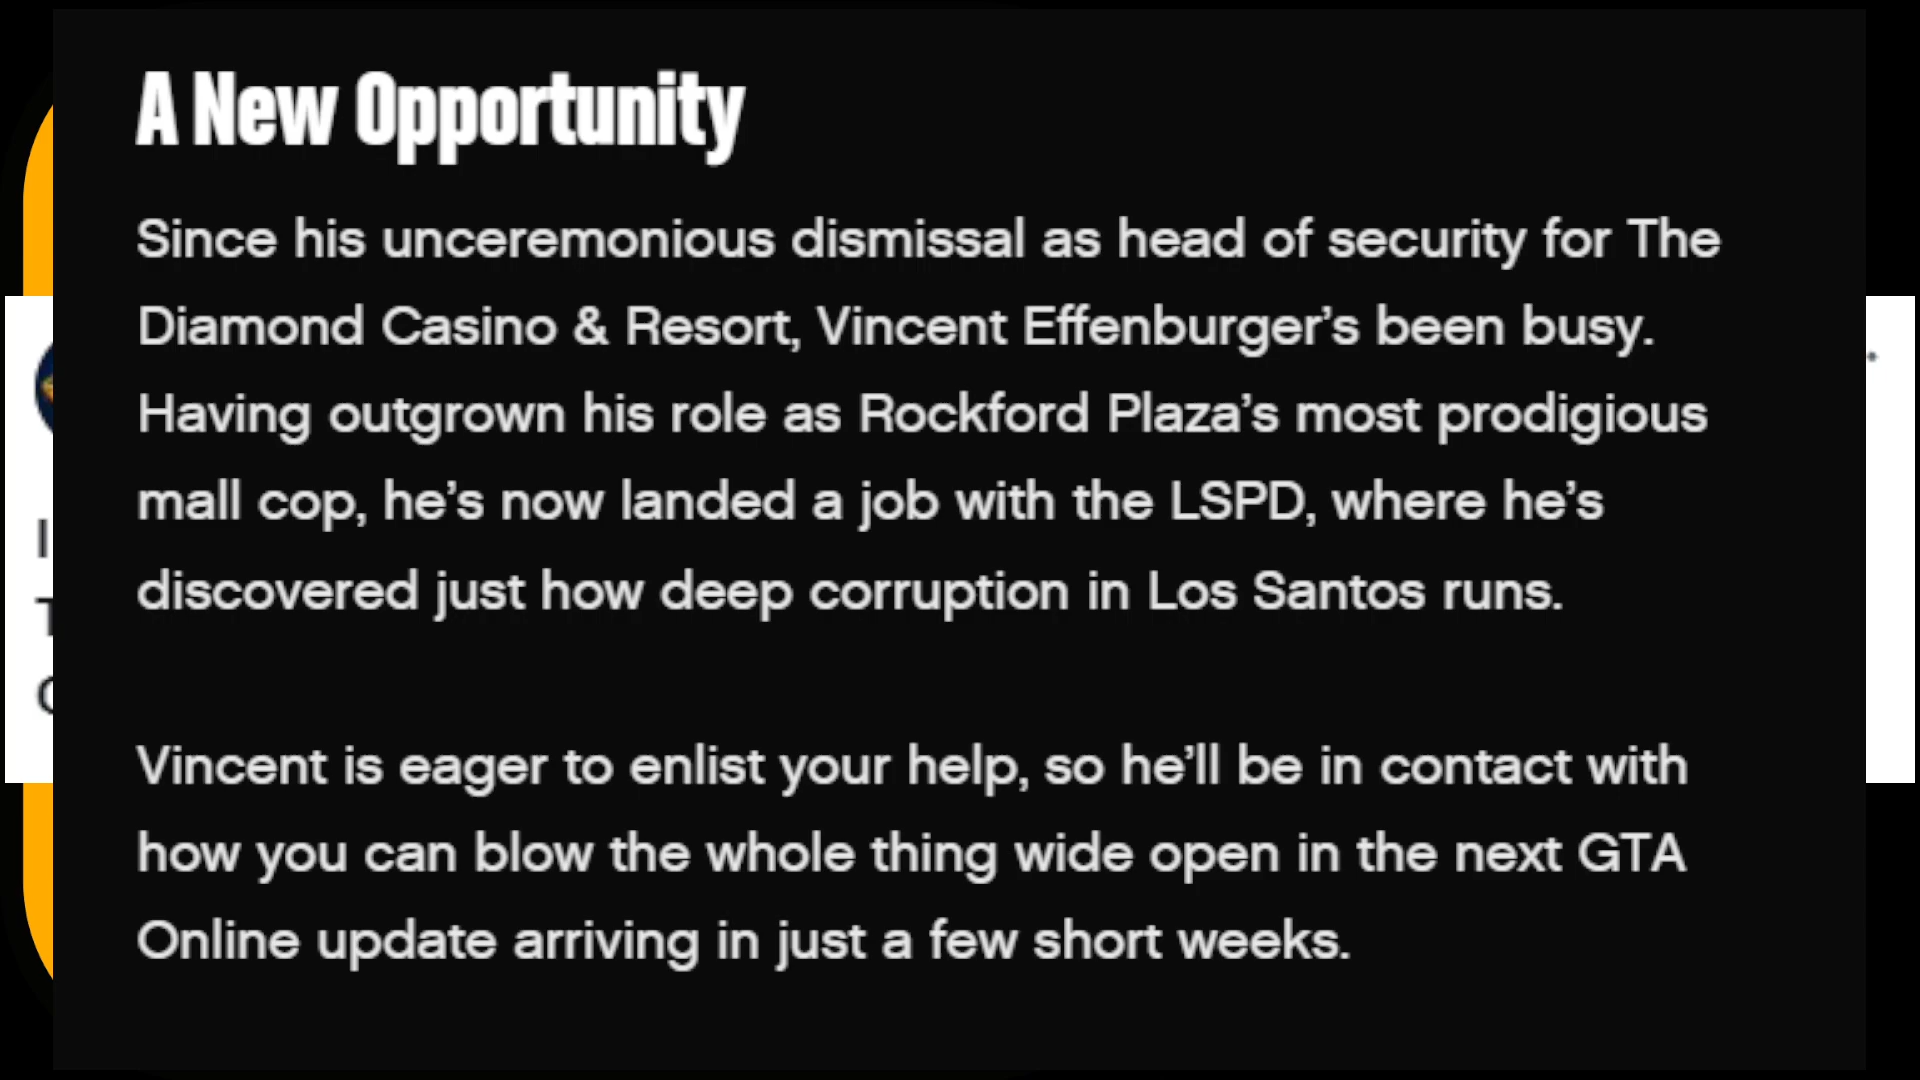 A New Opportunity
Since his unceremonious dismissal as head of security for The
Diamond Casino & Resort, Vincent Effenburger’s been busy.
Having outgrown his role as Rockford Plaza’s most prodigious
mall cop, he’s now landed a job with the LSPD, where he’s
discovered just how deep corruption in Los Santos runs.
Vincent is eager to enlist your help, so he’ll be in contact with
how you can blow the whole thing wide open in the next GTA
Online update arriving in just a few short weeks.